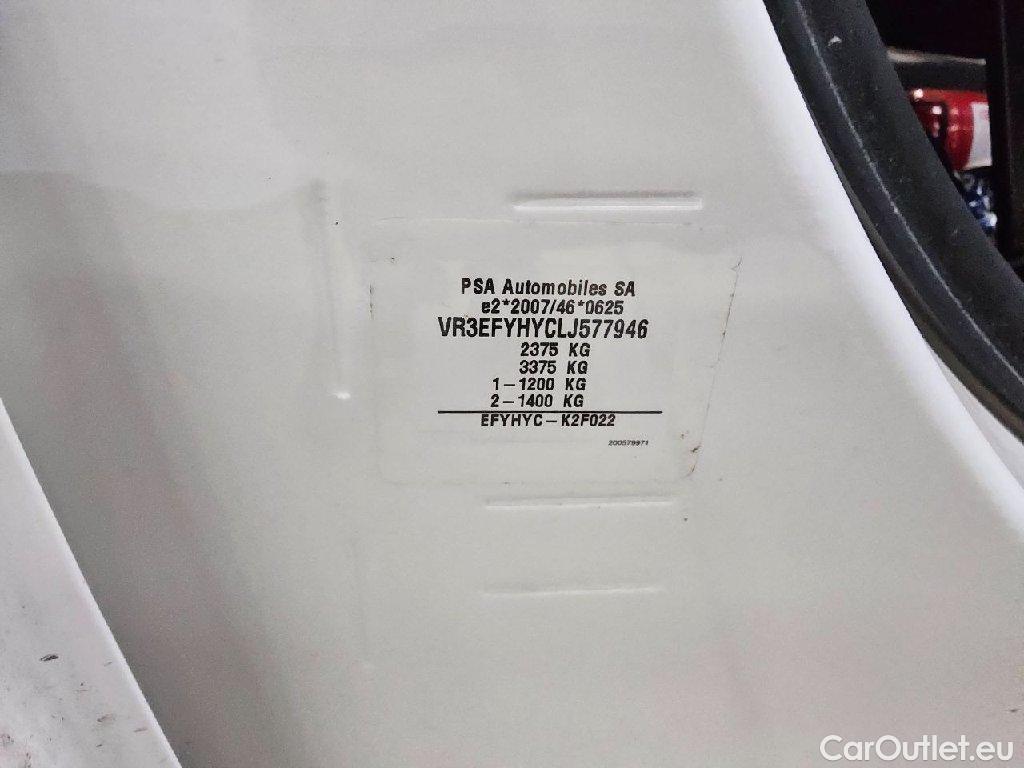 PSA Automobiles SA
e2*2007/46*0625
VR3EFYHYCLJ577946
2375 KG
3375 KG
1-1200 KG
2-1400 KG
EFYHYC-K2F022
200579971
CarOutlet.eu